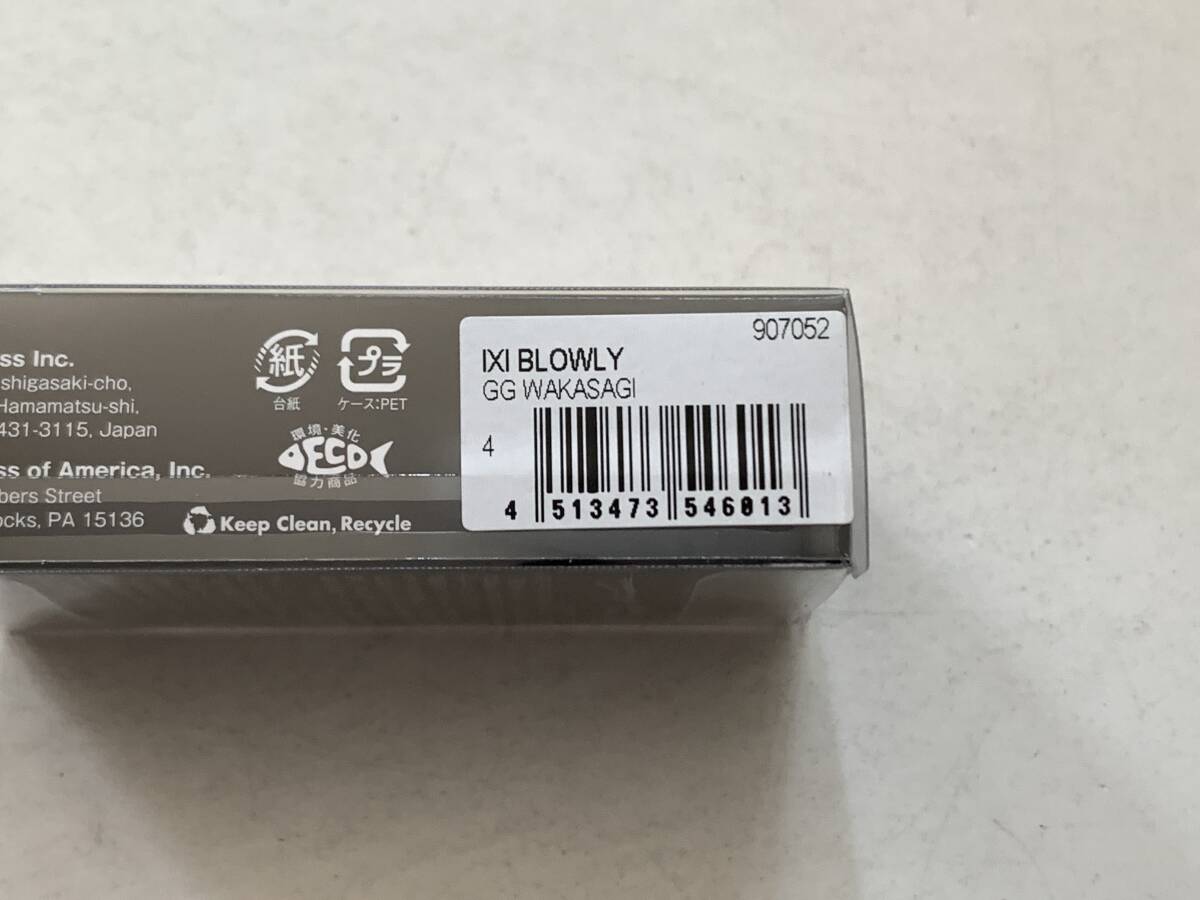 ss Inc.
shigasaki-cho,
Hamamatsu-shi,
431-3115, Japan
ss of America, Inc.
bers Street
ocks, PA 15136
紙
台紙
プラ
ケース:PET
環境・美化
ECO
協力商品
Keep Clean, Recycle
907052
IXI BLOWLY
GG WAKASAGI
4
4 513473 546013